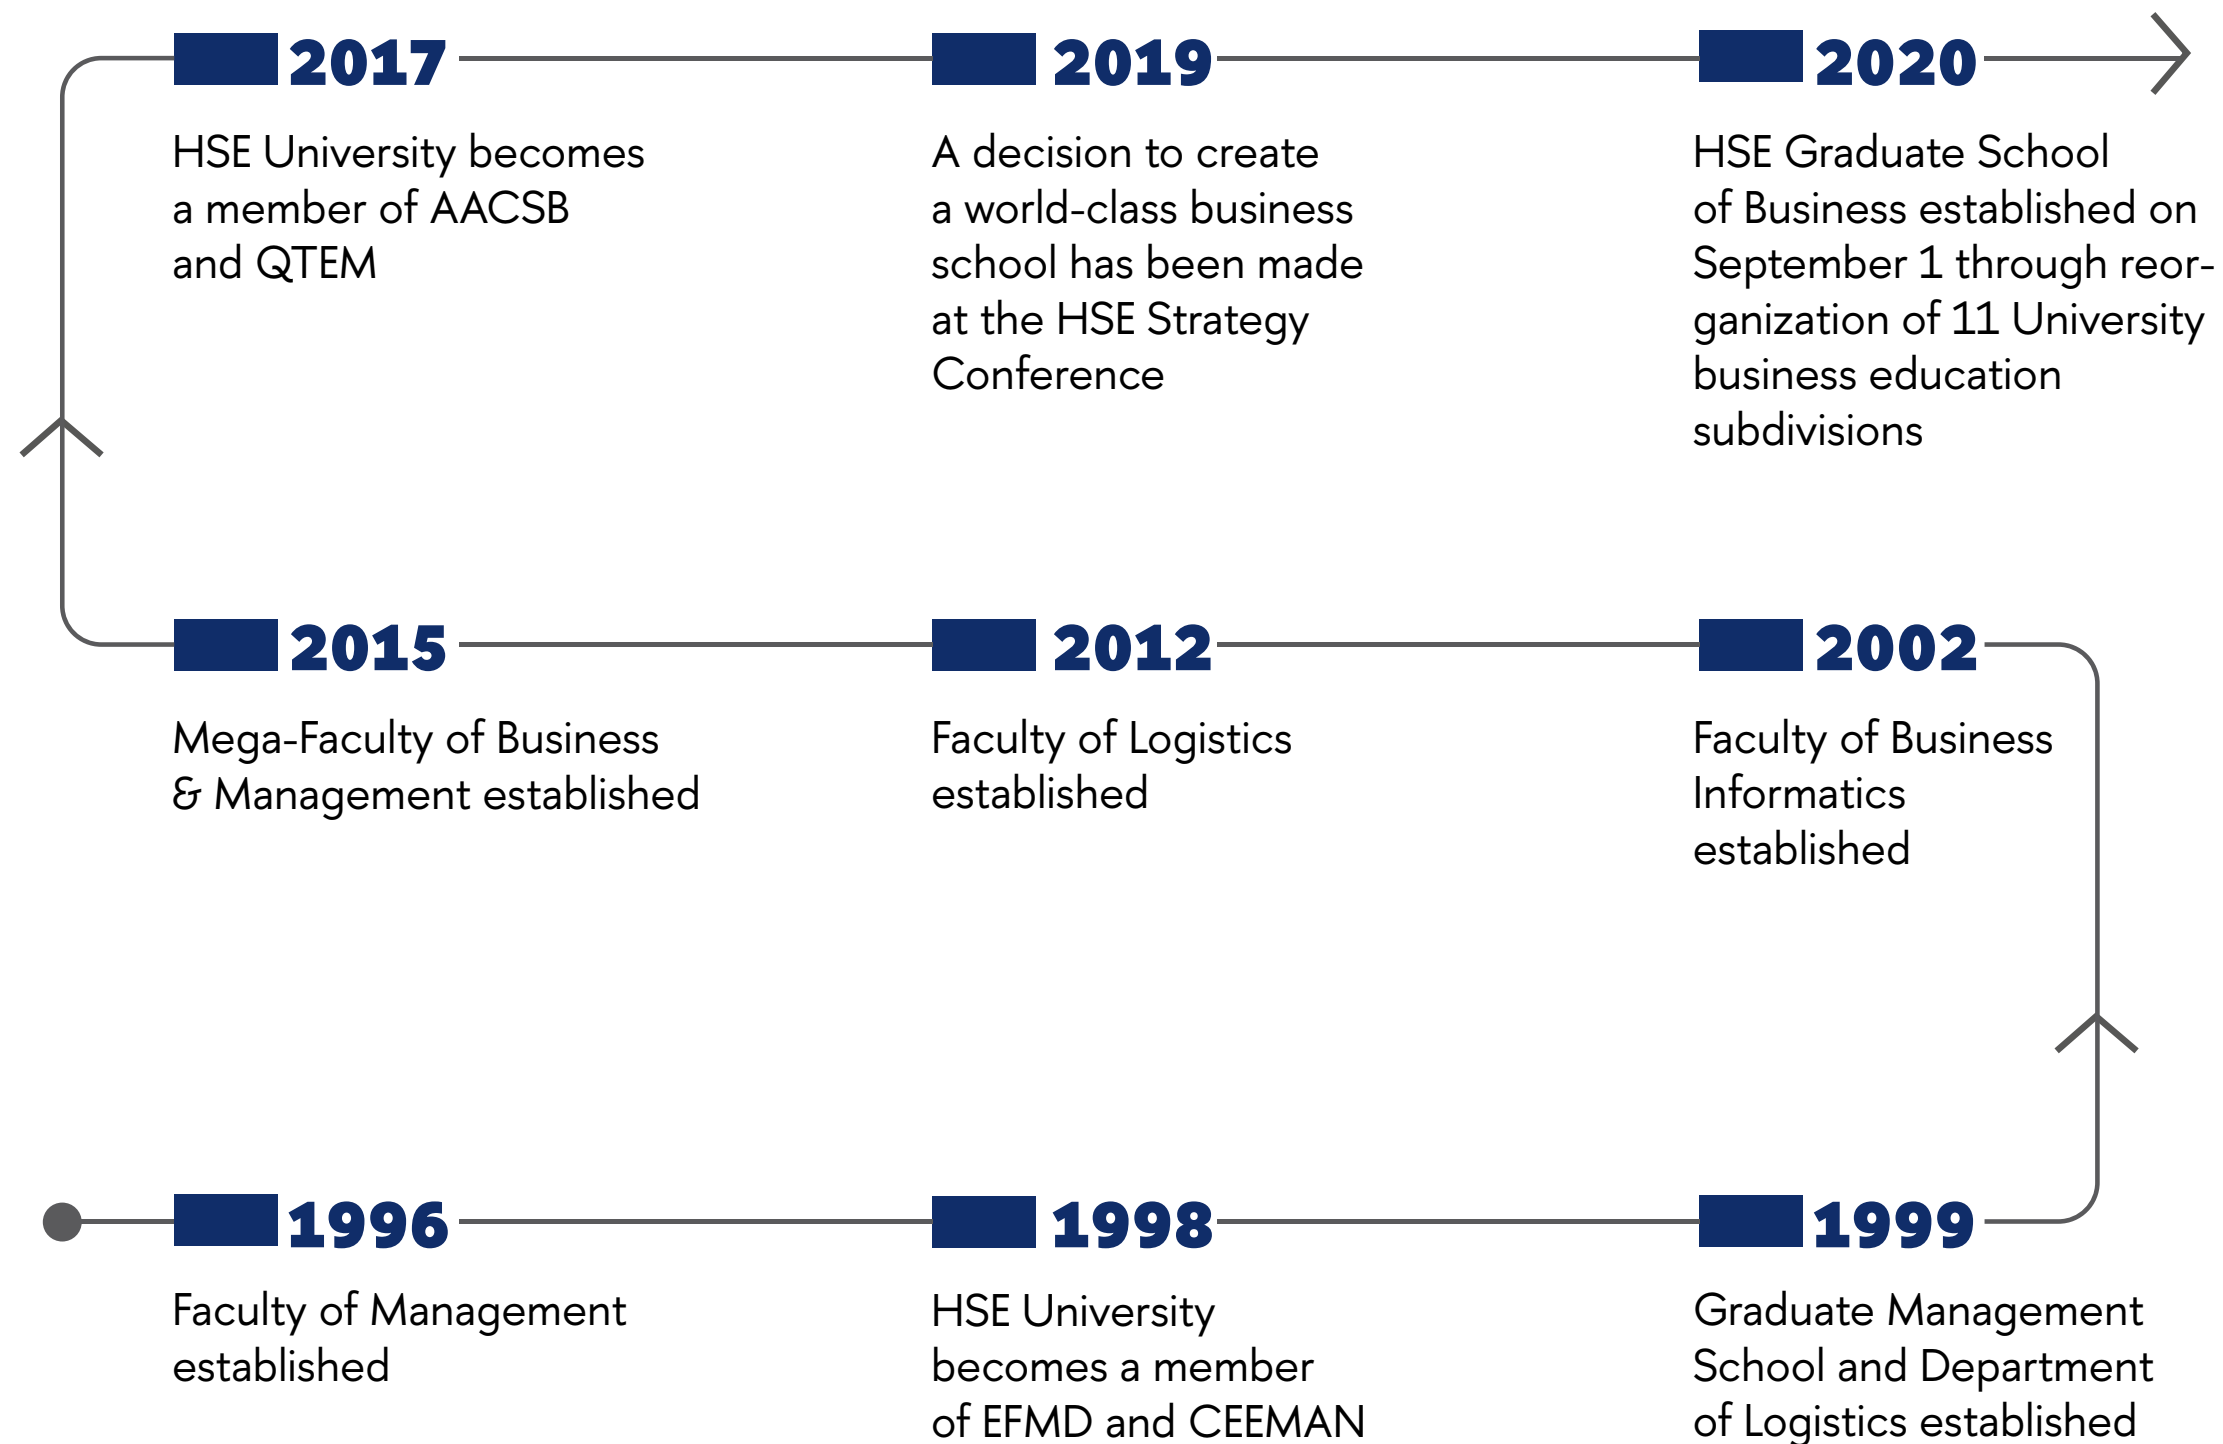 2017
HSE University becomes
a member of AACSB
and QTEM
2019
A decision to create
a world-class business
school has been made
at the HSE Strategy
Conference
2020
HSE Graduate School
of Business established on
September 1 through reor-
ganization of 11 University
business education
subdivisions
2015
Mega-Faculty of Business
& Management established
2012
Faculty of Logistics
established
2002
Faculty of Business
Informatics
established
1996
Faculty of Management
established
1998
HSE University
becomes a member
of EFMD and CEEMAN
1999
Graduate Management
School and Department
of Logistics established